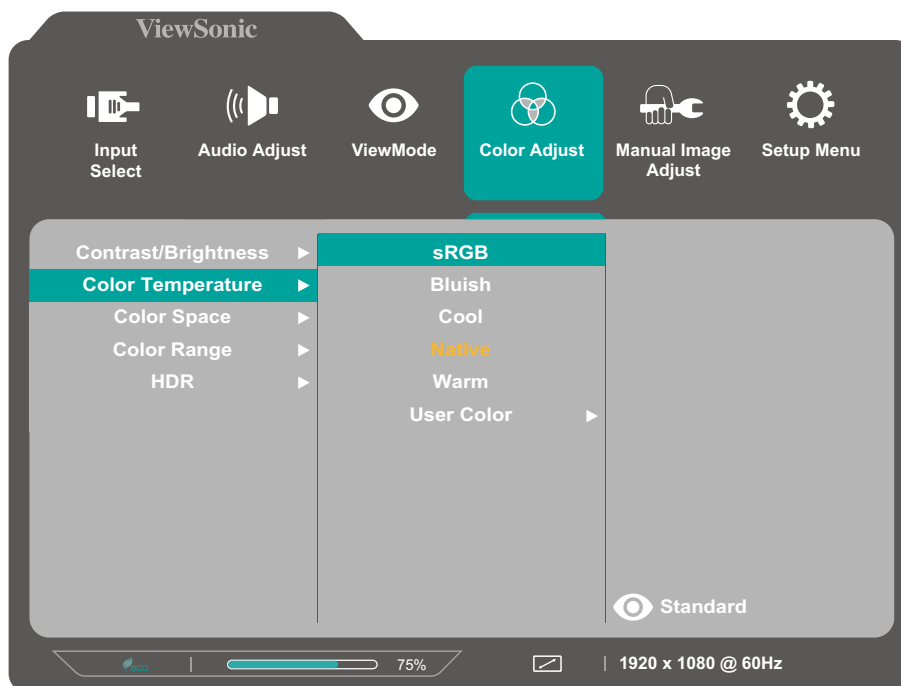 ViewSonic
Input Select
Audio Adjust
ViewMode
Color Adjust
Manual Image Adjust
Setup Menu
Contrast/Brightness
Color Temperature
Color Space
Color Range
HDR
sRGB
Bluish
Cool
Native
Warm
User Color
Standard
75%
1920 x 1080 @ 60Hz